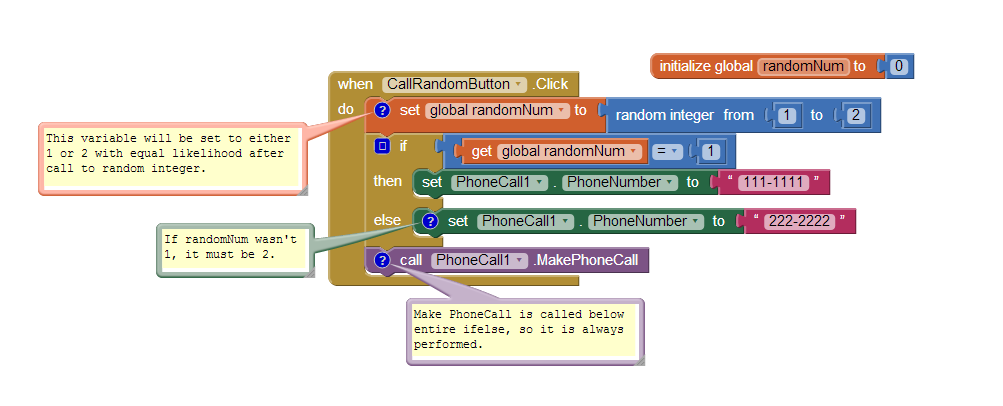 initialize global randomNum to 0
when CallRandomButton .Click
do ? set global randomNum to random integer from 1 to 2
This variable will be set to either
1 or 2 with equal likelihood after
call to random integer.
if get global randomNum = 1
then set PhoneCall1 . PhoneNumber to “ 111-1111 ”
else ? set PhoneCall1 . PhoneNumber to “ 222-2222 ”
If randomNum wasn't
1, it must be 2.
? call PhoneCall1 .MakePhoneCall
Make PhoneCall is called below
entire ifelse, so it is always
performed.